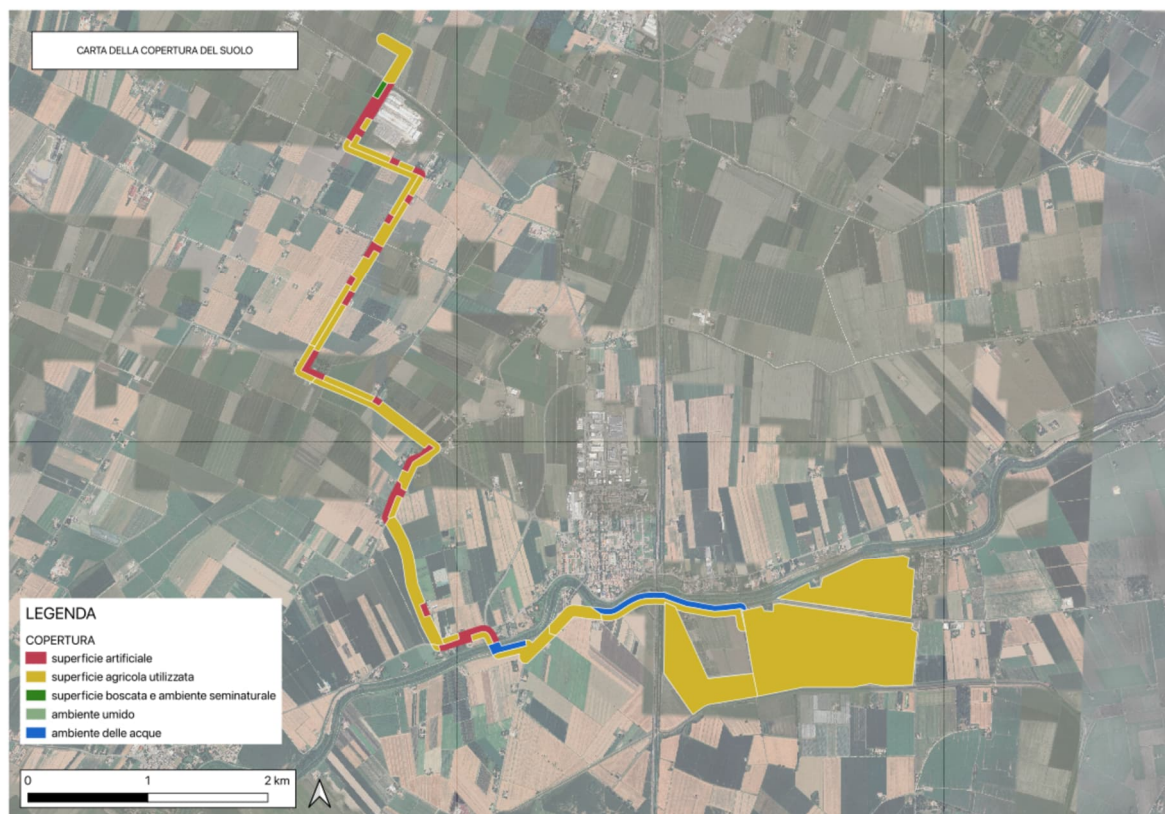 CARTA DELLA COPERTURA DEL SUOLO
LEGENDA
COPERTURA
superficie artificiale
superficie agricola utilizzata
superficie boscata e ambiente seminaturale
ambiente umido
ambiente delle acque
0 1 2 km